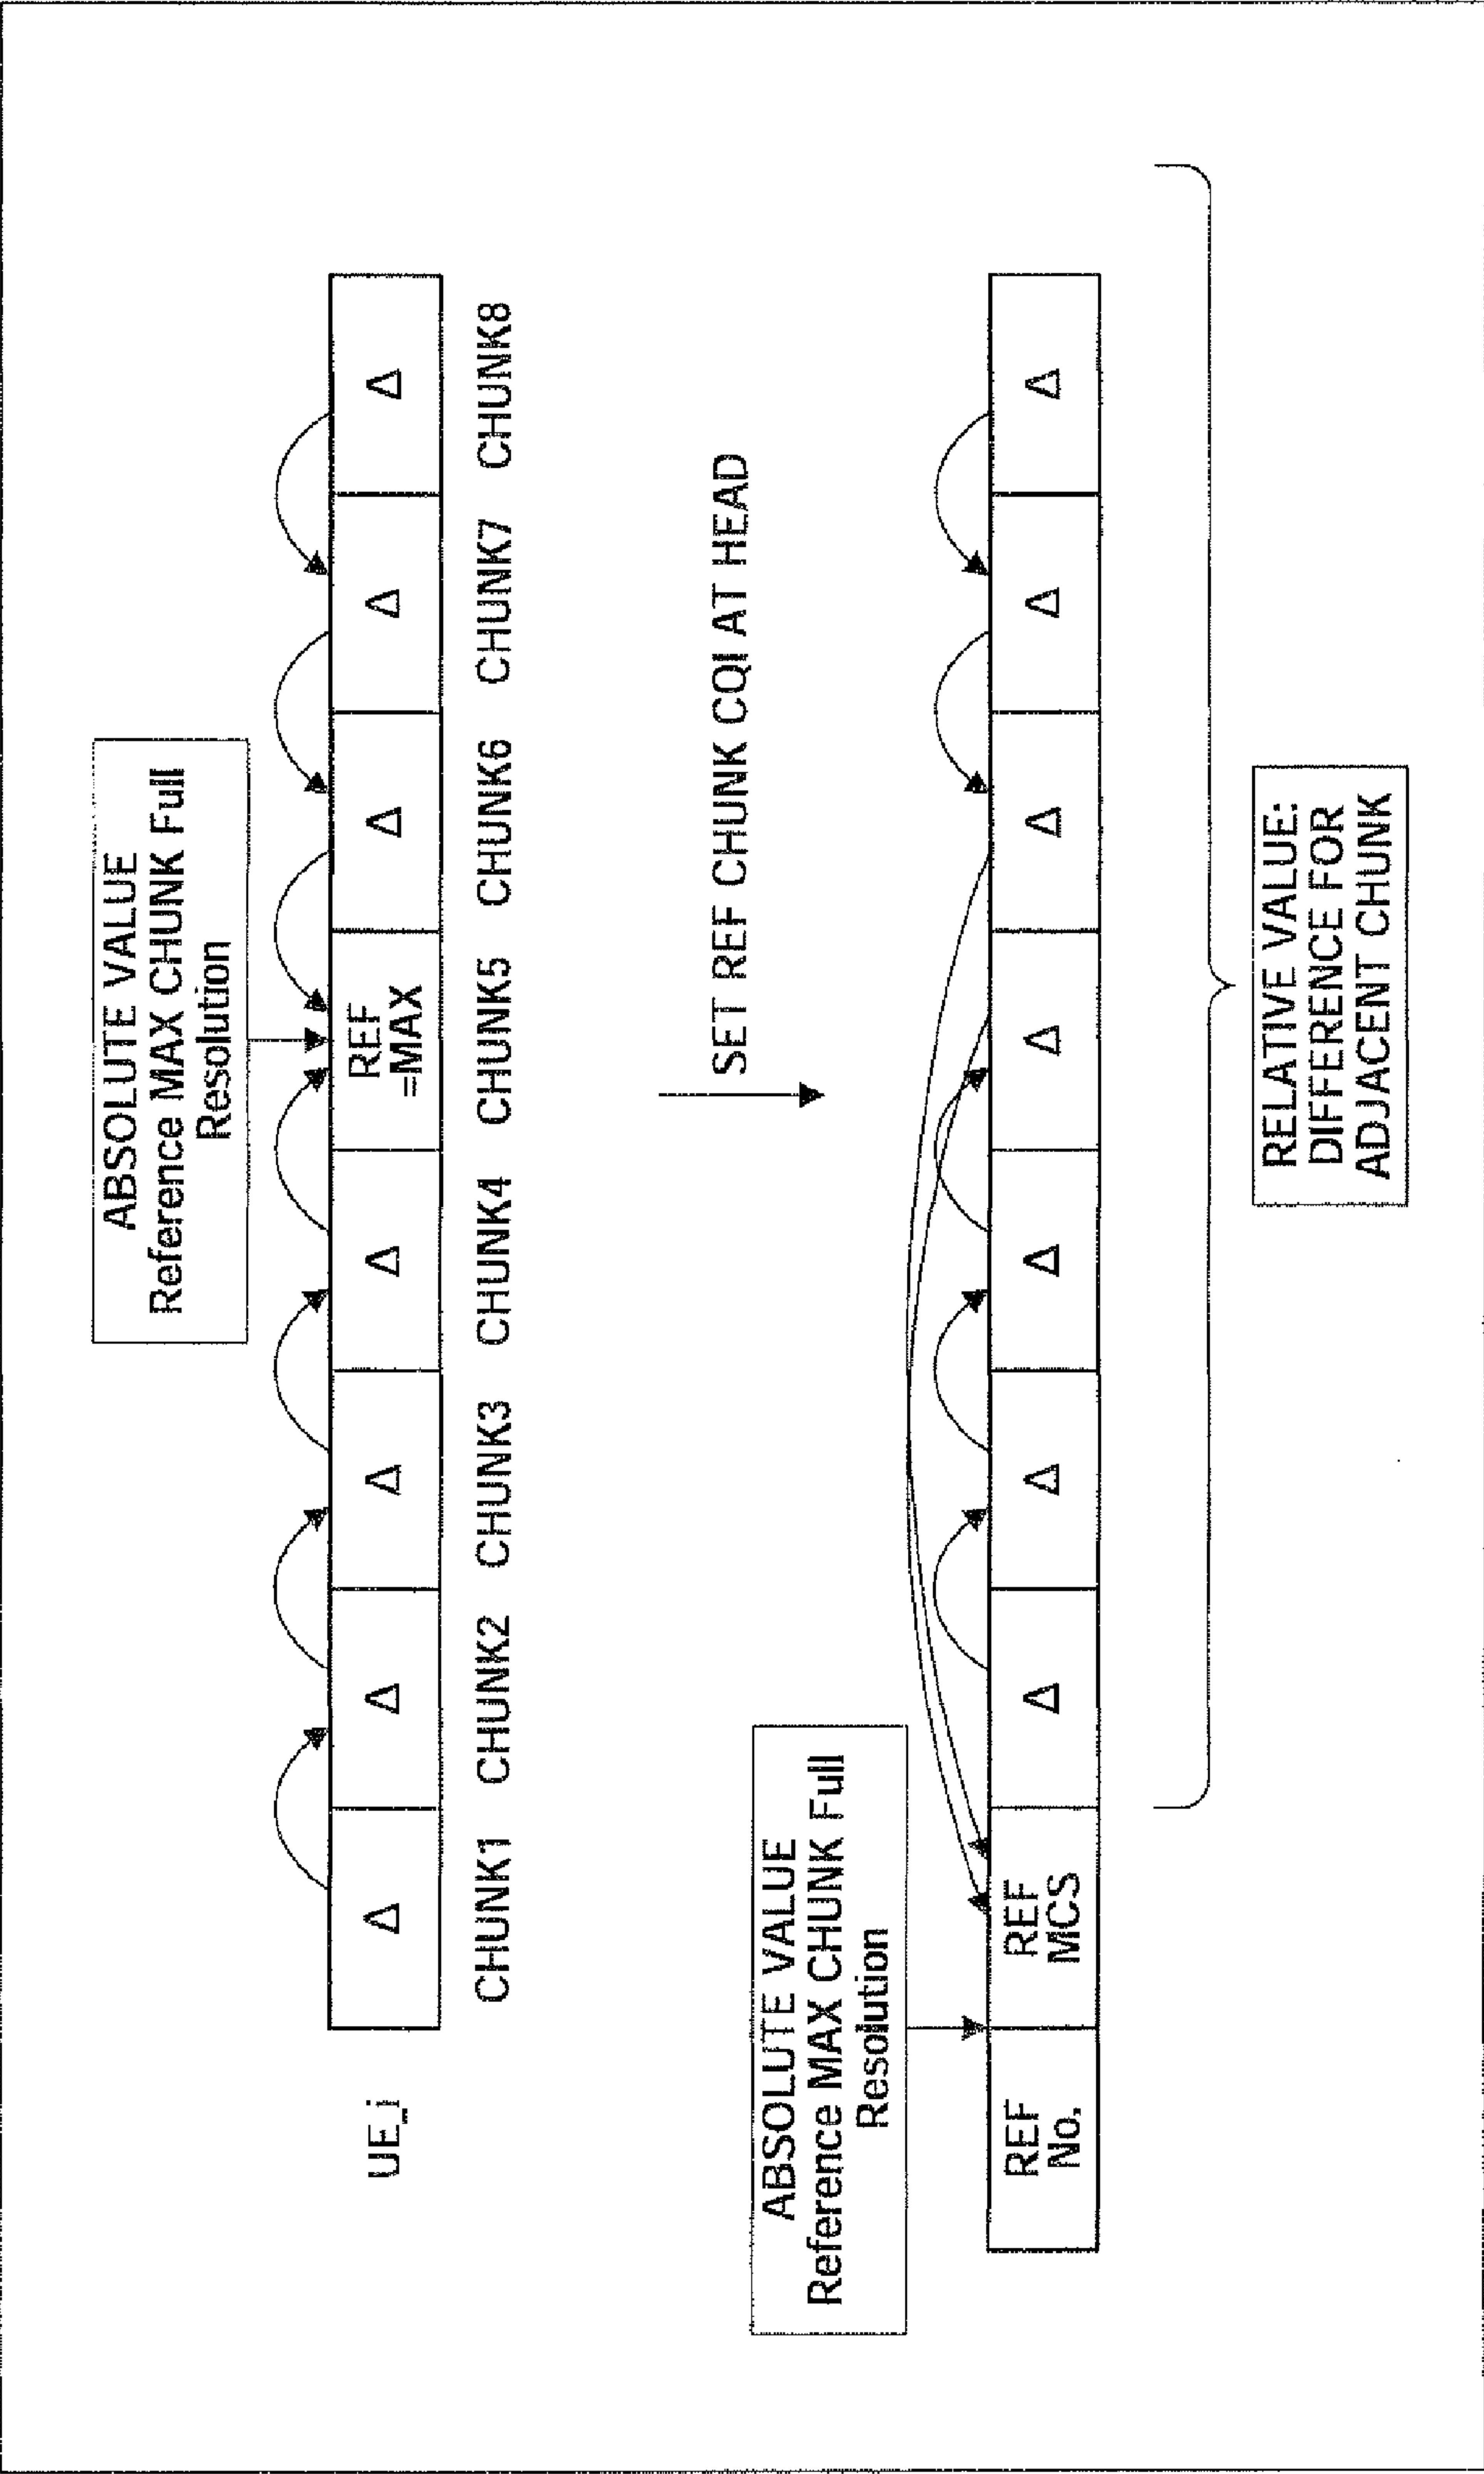 ABSOLUTE VALUE
Reference MAX CHUNK Full
Resolution
UE_i
Δ Δ Δ Δ REF Δ Δ Δ
=MAX
CHUNK1 CHUNK2 CHUNK3 CHUNK4 CHUNK5 CHUNK6 CHUNK7 CHUNK8
SET REF CHUNK CQI AT HEAD
ABSOLUTE VALUE
Reference MAX CHUNK Full
Resolution
REF REF Δ Δ Δ Δ Δ Δ Δ
No. MCS
RELATIVE VALUE:
DIFFERENCE FOR
ADJACENT CHUNK